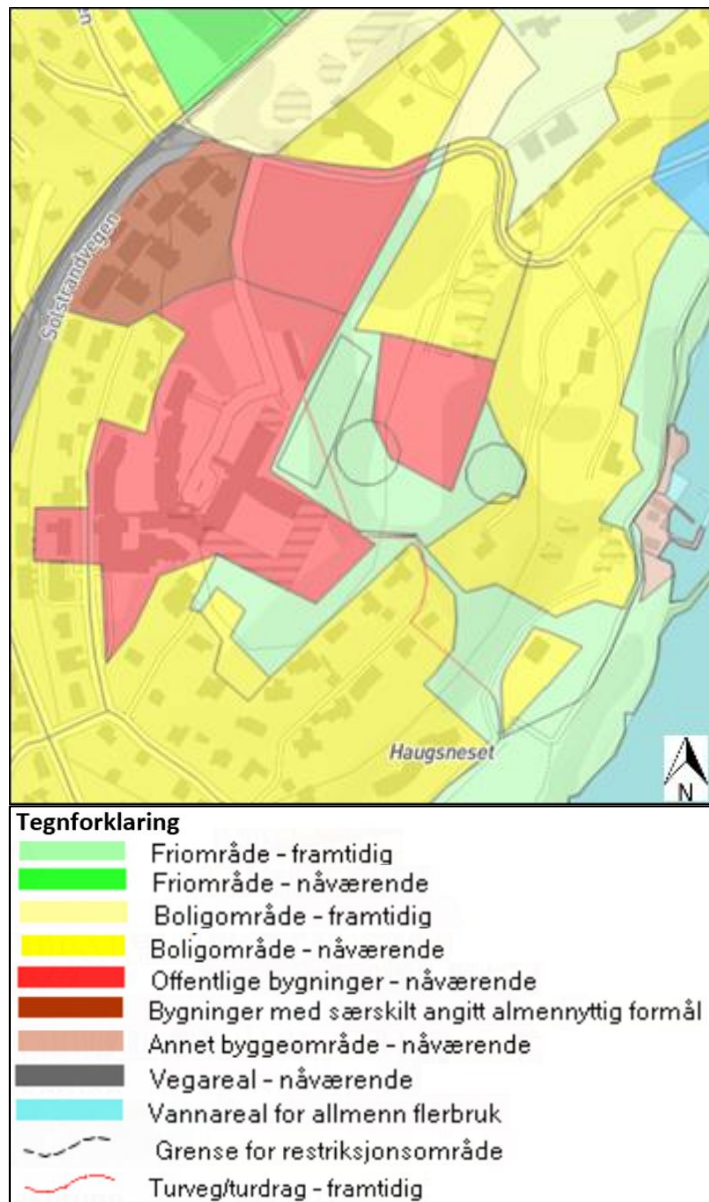 Solstrandvegen
Haugsneset
N
Tegnforklaring
Friområde - framtidig
Friområde - nåværende
Boligområde - framtidig
Boligområde - nåværende
Offentlige bygninger - nåværende
Bygninger med særskilt angitt almennyttig formål
Annet byggeområde - nåværende
Vegareal - nåværende
Vannareal for allmenn flerbruk
Grense for restriksjonsområde
Turveg/turdrag - framtidig